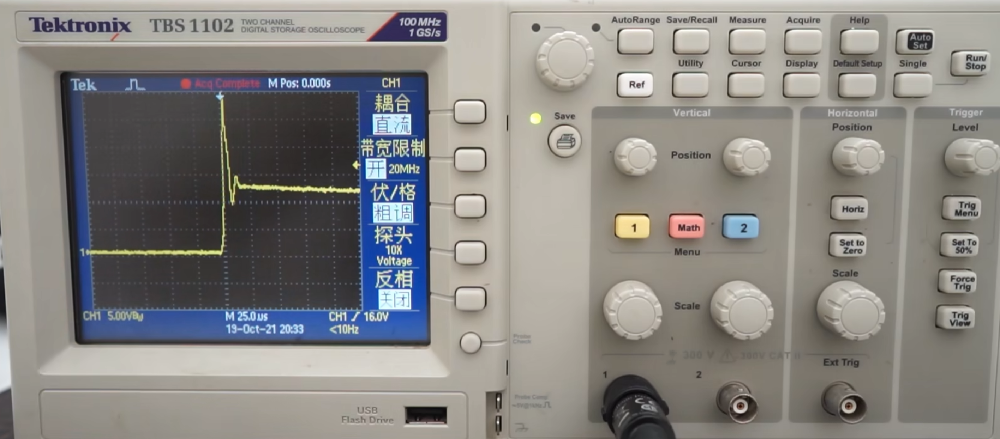 Tektronix TBS 1102 TWO CHANNEL DIGITAL STORAGE OSCILLOSCOPE 100 MHz 1 GS/s
Tek Acq Complete M Pos: 0.000s CH1
耦合
直流
带宽限制
开 20MHz
伏/格
粗调
探头
10X
Voltage
反相
关闭
1
CH1 5.00VBW M 25.0µs CH1 16.0V
19-Oct-21 20:33 <10Hz
USB
Flash Drive
AutoRange Save/Recall Measure Acquire Help Auto Set
Utility Cursor Display Default Setup Single Run/Stop
Ref
Save
Vertical Horizontal Trigger
Position Level
Position
Horiz Trig Menu
1 Math 2
Menu
Set to Zero Set To 50%
Scale
Force Trig
Scale
Trig View
Probe Check
300 V 300V CAT II
Ext Trig
1 2
Probe Comp
~5V@1kHz